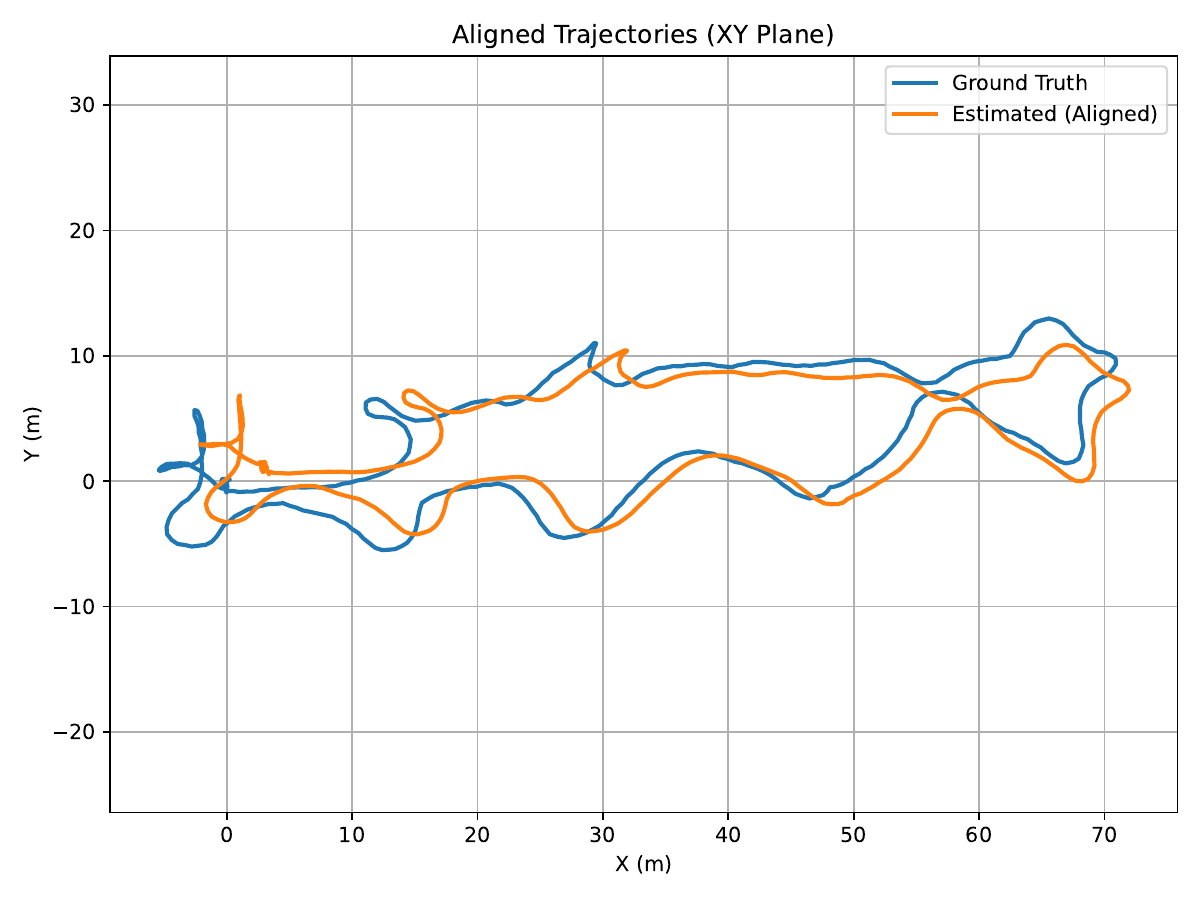 Aligned Trajectories (XY Plane)
Ground Truth
Estimated (Aligned)
30
20
10
0
−10
−20
Y (m)
0 10 20 30 40 50 60 70
X (m)